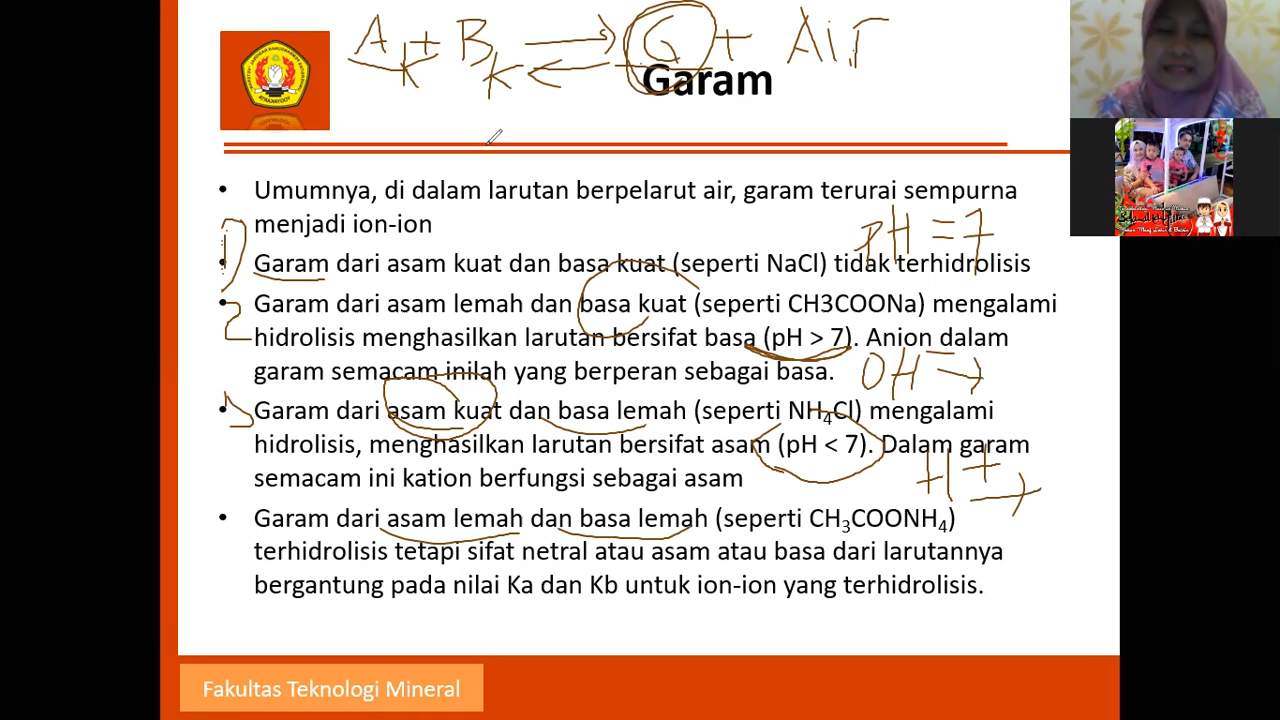 A K + B K ⇌ G + Air
Garam
• Umumnya, di dalam larutan berpelarut air, garam terurai sempurna
menjadi ion-ion
pH = 7
1
• Garam dari asam kuat dan basa kuat (seperti NaCl) tidak terhidrolisis
2
• Garam dari asam lemah dan basa kuat (seperti CH3COONa) mengalami
hidrolisis menghasilkan larutan bersifat basa (pH > 7). Anion dalam
garam semacam inilah yang berperan sebagai basa.
OH⁻ →
3
• Garam dari asam kuat dan basa lemah (seperti NH₄Cl) mengalami
hidrolisis, menghasilkan larutan bersifat asam (pH < 7). Dalam garam
semacam ini kation berfungsi sebagai asam
H+ →
• Garam dari asam lemah dan basa lemah (seperti CH₃COONH₄)
terhidrolisis tetapi sifat netral atau asam atau basa dari larutannya
bergantung pada nilai Ka dan Kb untuk ion-ion yang terhidrolisis.
Fakultas Teknologi Mineral